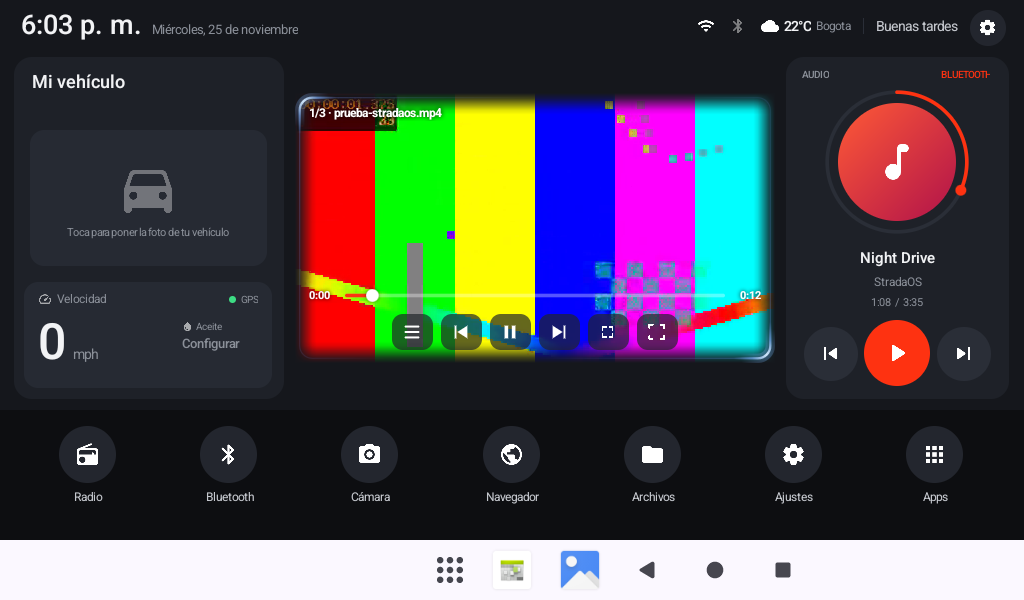 6:03 p. m.
Miércoles, 25 de noviembre
22°C Bogota
Buenas tardes
Mi vehículo
Toca para poner la foto de tu vehículo
Velocidad
GPS
0 mph
Aceite
Configurar
1/3 · prueba-stradaos.mp4
0:00
0:12
AUDIO
BLUETOOTH
Night Drive
StradaOS
1:08 / 3:35
Radio
Bluetooth
Cámara
Navegador
Archivos
Ajustes
Apps